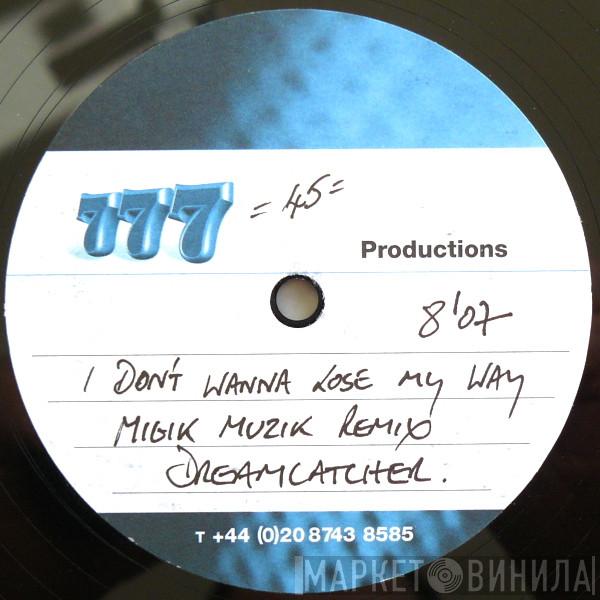 777 =45=
Productions
8'07
I DON'T WANNA LOSE MY WAY
MIGIK MUZIK REMIX
DREAMCATCHER.
T +44 (0)20 8743 8585
МАРКЕТ ВИНИЛА